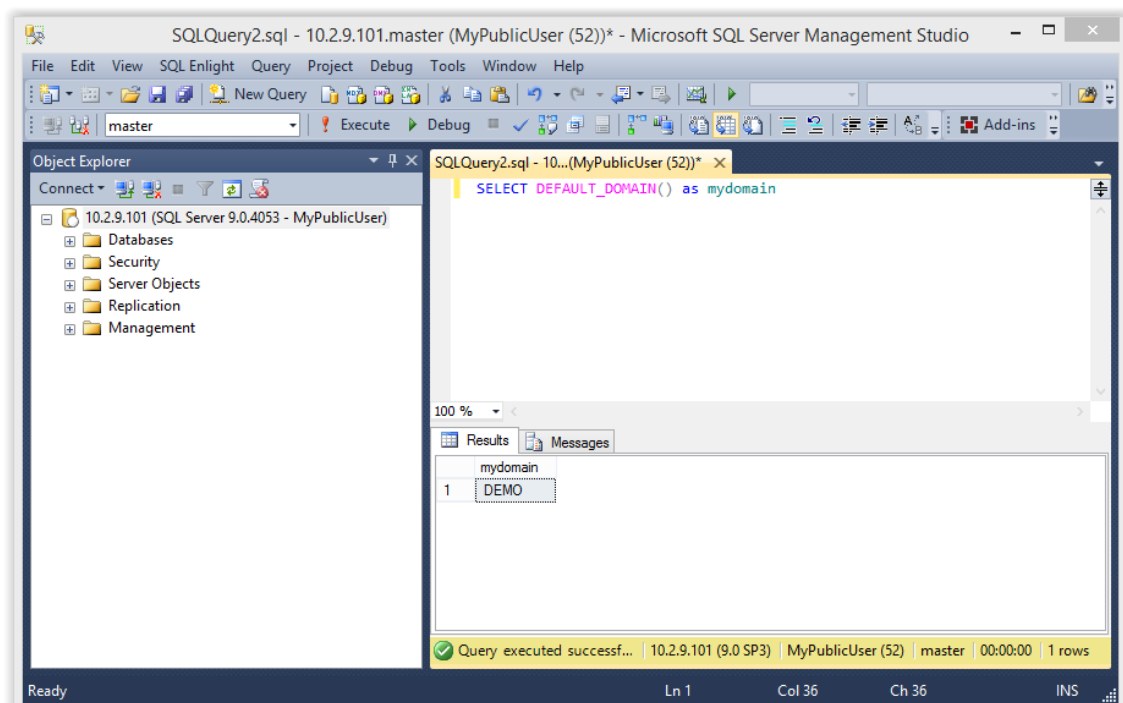 SQLQuery2.sql - 10.2.9.101.master (MyPublicUser (52))* - Microsoft SQL Server Management Studio
File Edit View SQL Enlight Query Project Debug Tools Window Help
New Query
master Execute Debug Add-ins
Object Explorer
Connect
10.2.9.101 (SQL Server 9.0.4053 - MyPublicUser)
Databases
Security
Server Objects
Replication
Management
SQLQuery2.sql - 10...(MyPublicUser (52))*
SELECT DEFAULT_DOMAIN() as mydomain
100 %
Results Messages
mydomain
1 DEMO
Query executed successf... 10.2.9.101 (9.0 SP3) MyPublicUser (52) master 00:00:00 1 rows
Ready Ln 1 Col 36 Ch 36 INS